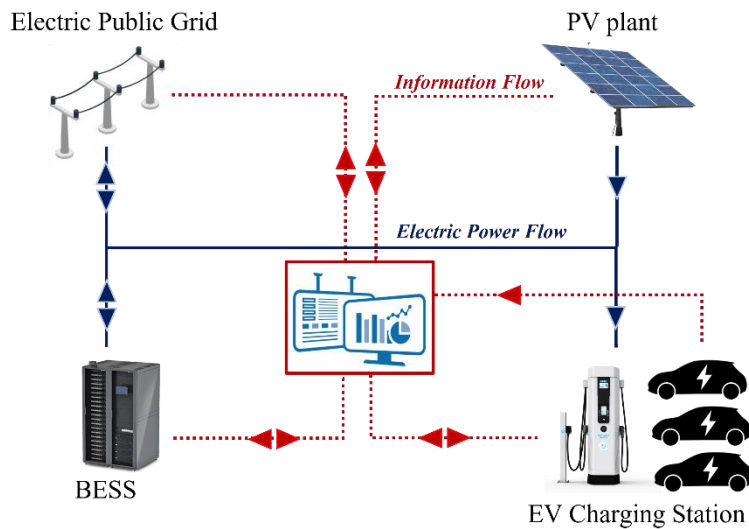 Electric Public Grid
PV plant
Information Flow
Electric Power Flow
BESS
EV Charging Station